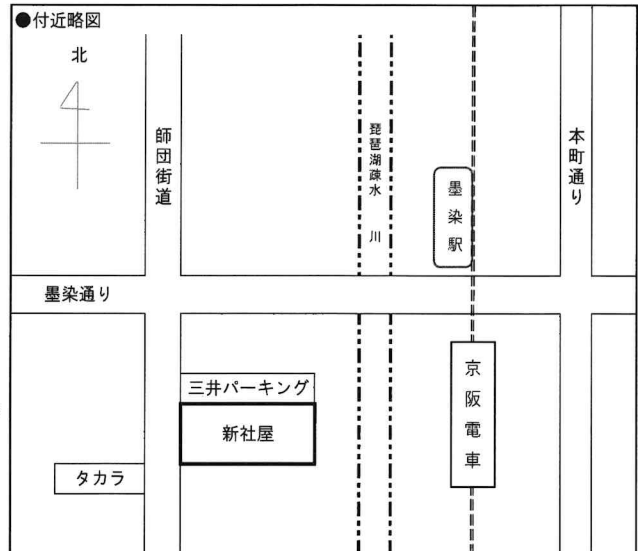 ●付近略図
北
師団街道
琵琶湖疎水 川
墨染駅
本町通り
墨染通り
三井パーキング
新社屋
タカラ
京阪電車